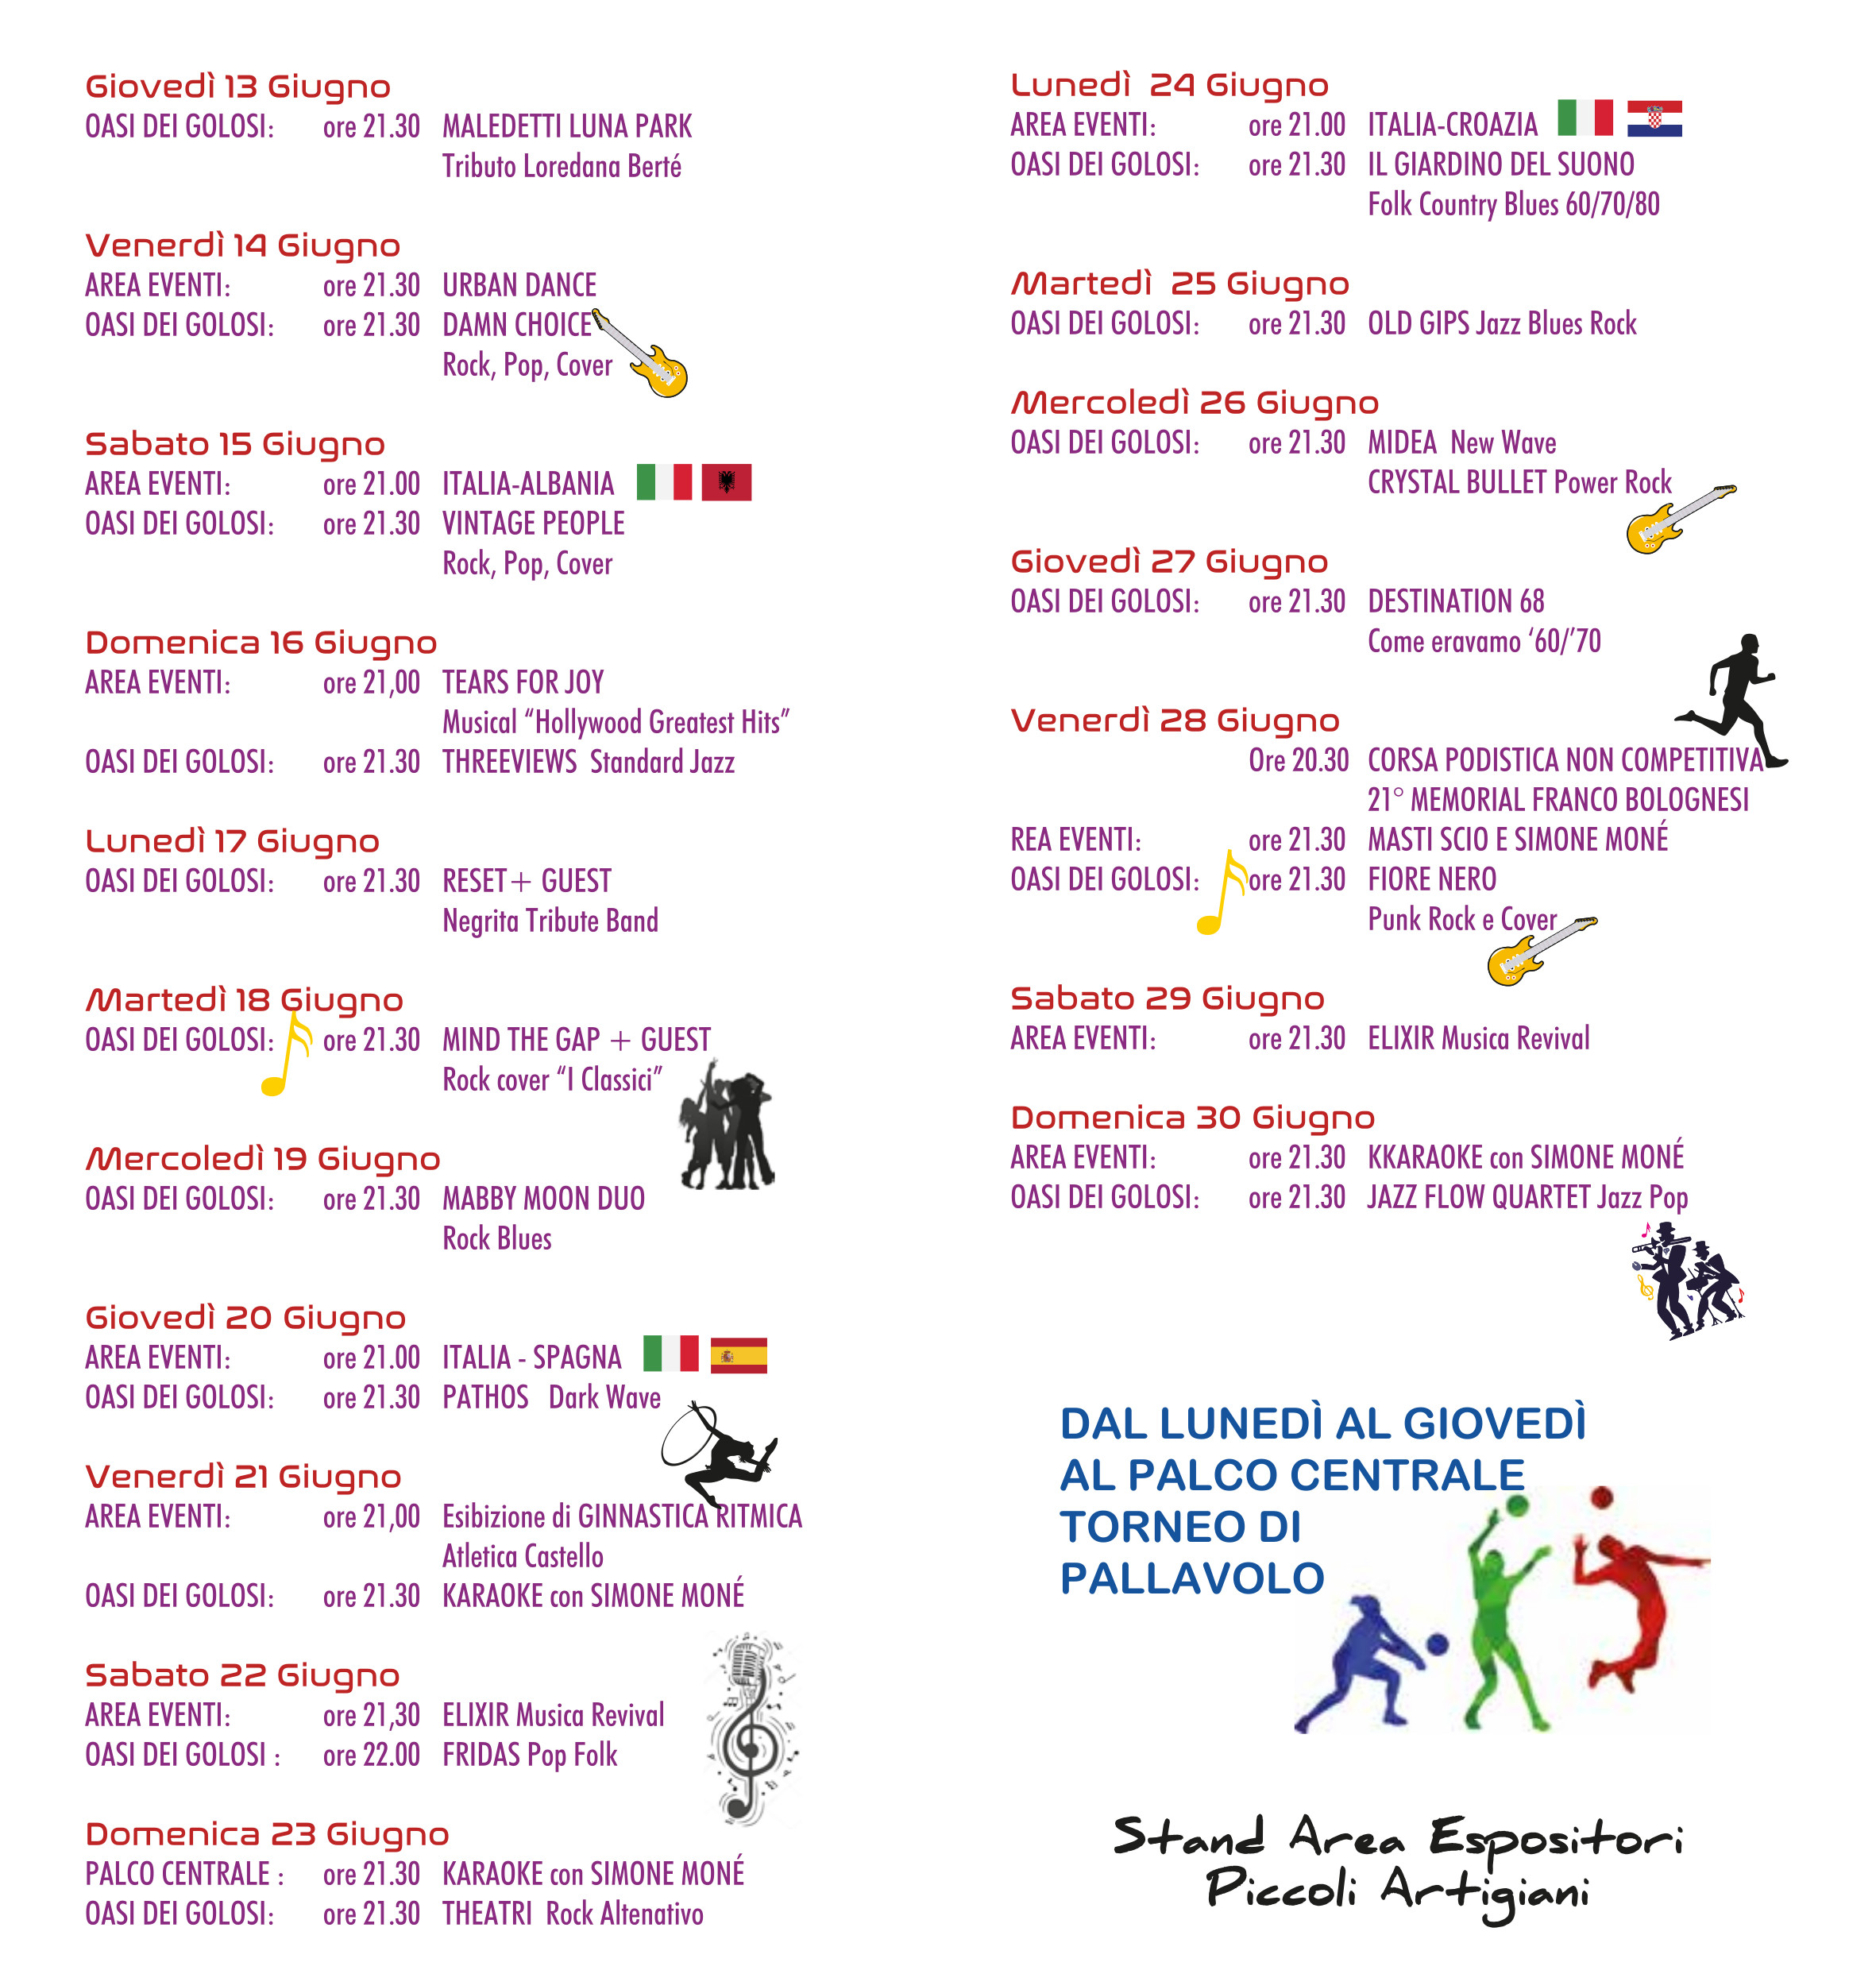 Giovedì 13 Giugno
OASI DEI GOLOSI: ore 21.30 MALEDETTI LUNA PARK
Tributo Loredana Berté
Venerdì 14 Giugno
AREA EVENTI: ore 21.30 URBAN DANCE
OASI DEI GOLOSI: ore 21.30 DAMN CHOICE
Rock, Pop, Cover
Sabato 15 Giugno
AREA EVENTI: ore 21.00 ITALIA-ALBANIA
OASI DEI GOLOSI: ore 21.30 VINTAGE PEOPLE
Rock, Pop, Cover
Domenica 16 Giugno
AREA EVENTI: ore 21,00 TEARS FOR JOY
Musical “Hollywood Greatest Hits”
OASI DEI GOLOSI: ore 21.30 THREEVIEWS Standard Jazz
Lunedì 17 Giugno
OASI DEI GOLOSI: ore 21.30 RESET+ GUEST
Negrita Tribute Band
Martedì 18 Giugno
OASI DEI GOLOSI: ore 21.30 MIND THE GAP + GUEST
Rock cover “I Classici”
Mercoledì 19 Giugno
OASI DEI GOLOSI: ore 21.30 MABBY MOON DUO
Rock Blues
Giovedì 20 Giugno
AREA EVENTI: ore 21.00 ITALIA - SPAGNA
OASI DEI GOLOSI: ore 21.30 PATHOS Dark Wave
Venerdì 21 Giugno
AREA EVENTI: ore 21,00 Esibizione di GINNASTICA RITMICA
Atletica Castello
OASI DEI GOLOSI: ore 21.30 KARAOKE con SIMONE MONÉ
Sabato 22 Giugno
AREA EVENTI: ore 21,30 ELIXIR Musica Revival
OASI DEI GOLOSI : ore 22.00 FRIDAS Pop Folk
Domenica 23 Giugno
PALCO CENTRALE : ore 21.30 KARAOKE con SIMONE MONÉ
OASI DEI GOLOSI: ore 21.30 THEATRI Rock Altenativo
Lunedì 24 Giugno
AREA EVENTI: ore 21.00 ITALIA-CROAZIA
OASI DEI GOLOSI: ore 21.30 IL GIARDINO DEL SUONO
Folk Country Blues 60/70/80
Martedì 25 Giugno
OASI DEI GOLOSI: ore 21.30 OLD GIPS Jazz Blues Rock
Mercoledì 26 Giugno
OASI DEI GOLOSI: ore 21.30 MIDEA New Wave
CRYSTAL BULLET Power Rock
Giovedì 27 Giugno
OASI DEI GOLOSI: ore 21.30 DESTINATION 68
Come eravamo ‘60/’70
Venerdì 28 Giugno
Ore 20.30 CORSA PODISTICA NON COMPETITIVA
21° MEMORIAL FRANCO BOLOGNESI
REA EVENTI: ore 21.30 MASTI SCIO E SIMONE MONÉ
OASI DEI GOLOSI: ore 21.30 FIORE NERO
Punk Rock e Cover
Sabato 29 Giugno
AREA EVENTI: ore 21.30 ELIXIR Musica Revival
Domenica 30 Giugno
AREA EVENTI: ore 21.30 KKARAOKE con SIMONE MONÉ
OASI DEI GOLOSI: ore 21.30 JAZZ FLOW QUARTET Jazz Pop
DAL LUNEDÌ AL GIOVEDÌ
AL PALCO CENTRALE
TORNEO DI
PALLAVOLO
Stand Area Espositori
Piccoli Artigiani